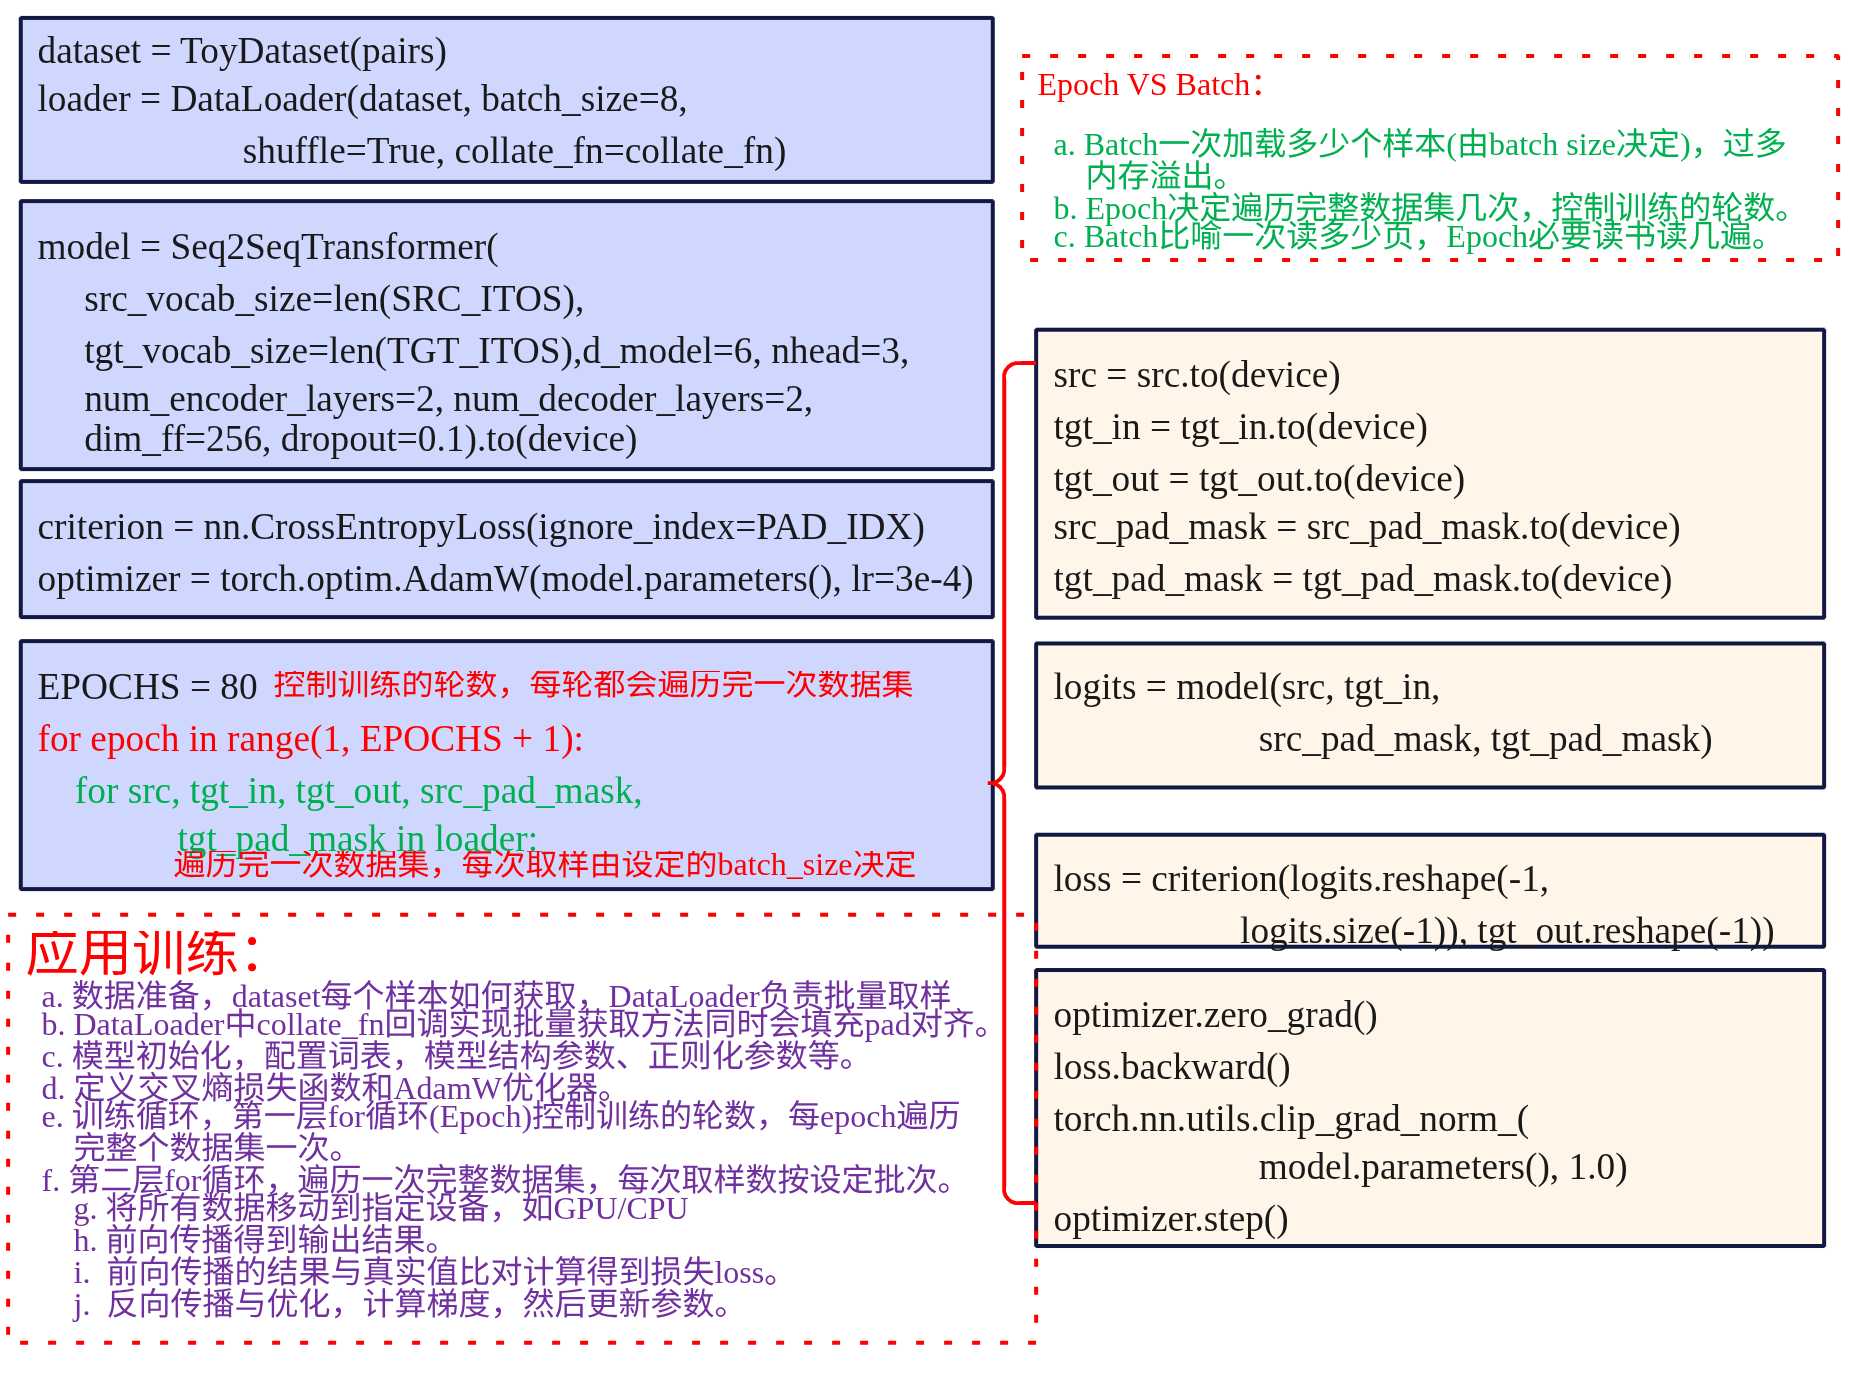 dataset = ToyDataset(pairs)
loader = DataLoader(dataset, batch_size=8,
shuffle=True, collate_fn=collate_fn)
model = Seq2SeqTransformer(
src_vocab_size=len(SRC_ITOS),
tgt_vocab_size=len(TGT_ITOS),d_model=6, nhead=3,
num_encoder_layers=2, num_decoder_layers=2,
dim_ff=256, dropout=0.1).to(device)
criterion = nn.CrossEntropyLoss(ignore_index=PAD_IDX)
optimizer = torch.optim.AdamW(model.parameters(), lr=3e-4)
EPOCHS = 80 控制训练的轮数，每轮都会遍历完一次数据集
for epoch in range(1, EPOCHS + 1):
for src, tgt_in, tgt_out, src_pad_mask,
tgt_pad_mask in loader:
遍历完一次数据集，每次取样由设定的batch_size决定
应用训练：
a. 数据准备，dataset每个样本如何获取，DataLoader负责批量取样
b. DataLoader中collate_fn回调实现批量获取方法同时会填充pad对齐。
c. 模型初始化，配置词表，模型结构参数、正则化参数等。
d. 定义交叉熵损失函数和AdamW优化器。
e. 训练循环，第一层for循环(Epoch)控制训练的轮数，每epoch遍历
完整个数据集一次。
f. 第二层for循环，遍历一次完整数据集，每次取样数按设定批次。
g. 将所有数据移动到指定设备，如GPU/CPU
h. 前向传播得到输出结果。
i. 前向传播的结果与真实值比对计算得到损失loss。
j. 反向传播与优化，计算梯度，然后更新参数。
Epoch VS Batch：
a. Batch一次加载多少个样本(由batch size决定)，过多
内存溢出。
b. Epoch决定遍历完整数据集几次，控制训练的轮数。
c. Batch比喻一次读多少页，Epoch必要读书读几遍。
src = src.to(device)
tgt_in = tgt_in.to(device)
tgt_out = tgt_out.to(device)
src_pad_mask = src_pad_mask.to(device)
tgt_pad_mask = tgt_pad_mask.to(device)
logits = model(src, tgt_in,
src_pad_mask, tgt_pad_mask)
loss = criterion(logits.reshape(-1,
logits.size(-1)), tgt_out.reshape(-1))
optimizer.zero_grad()
loss.backward()
torch.nn.utils.clip_grad_norm_(
model.parameters(), 1.0)
optimizer.step()